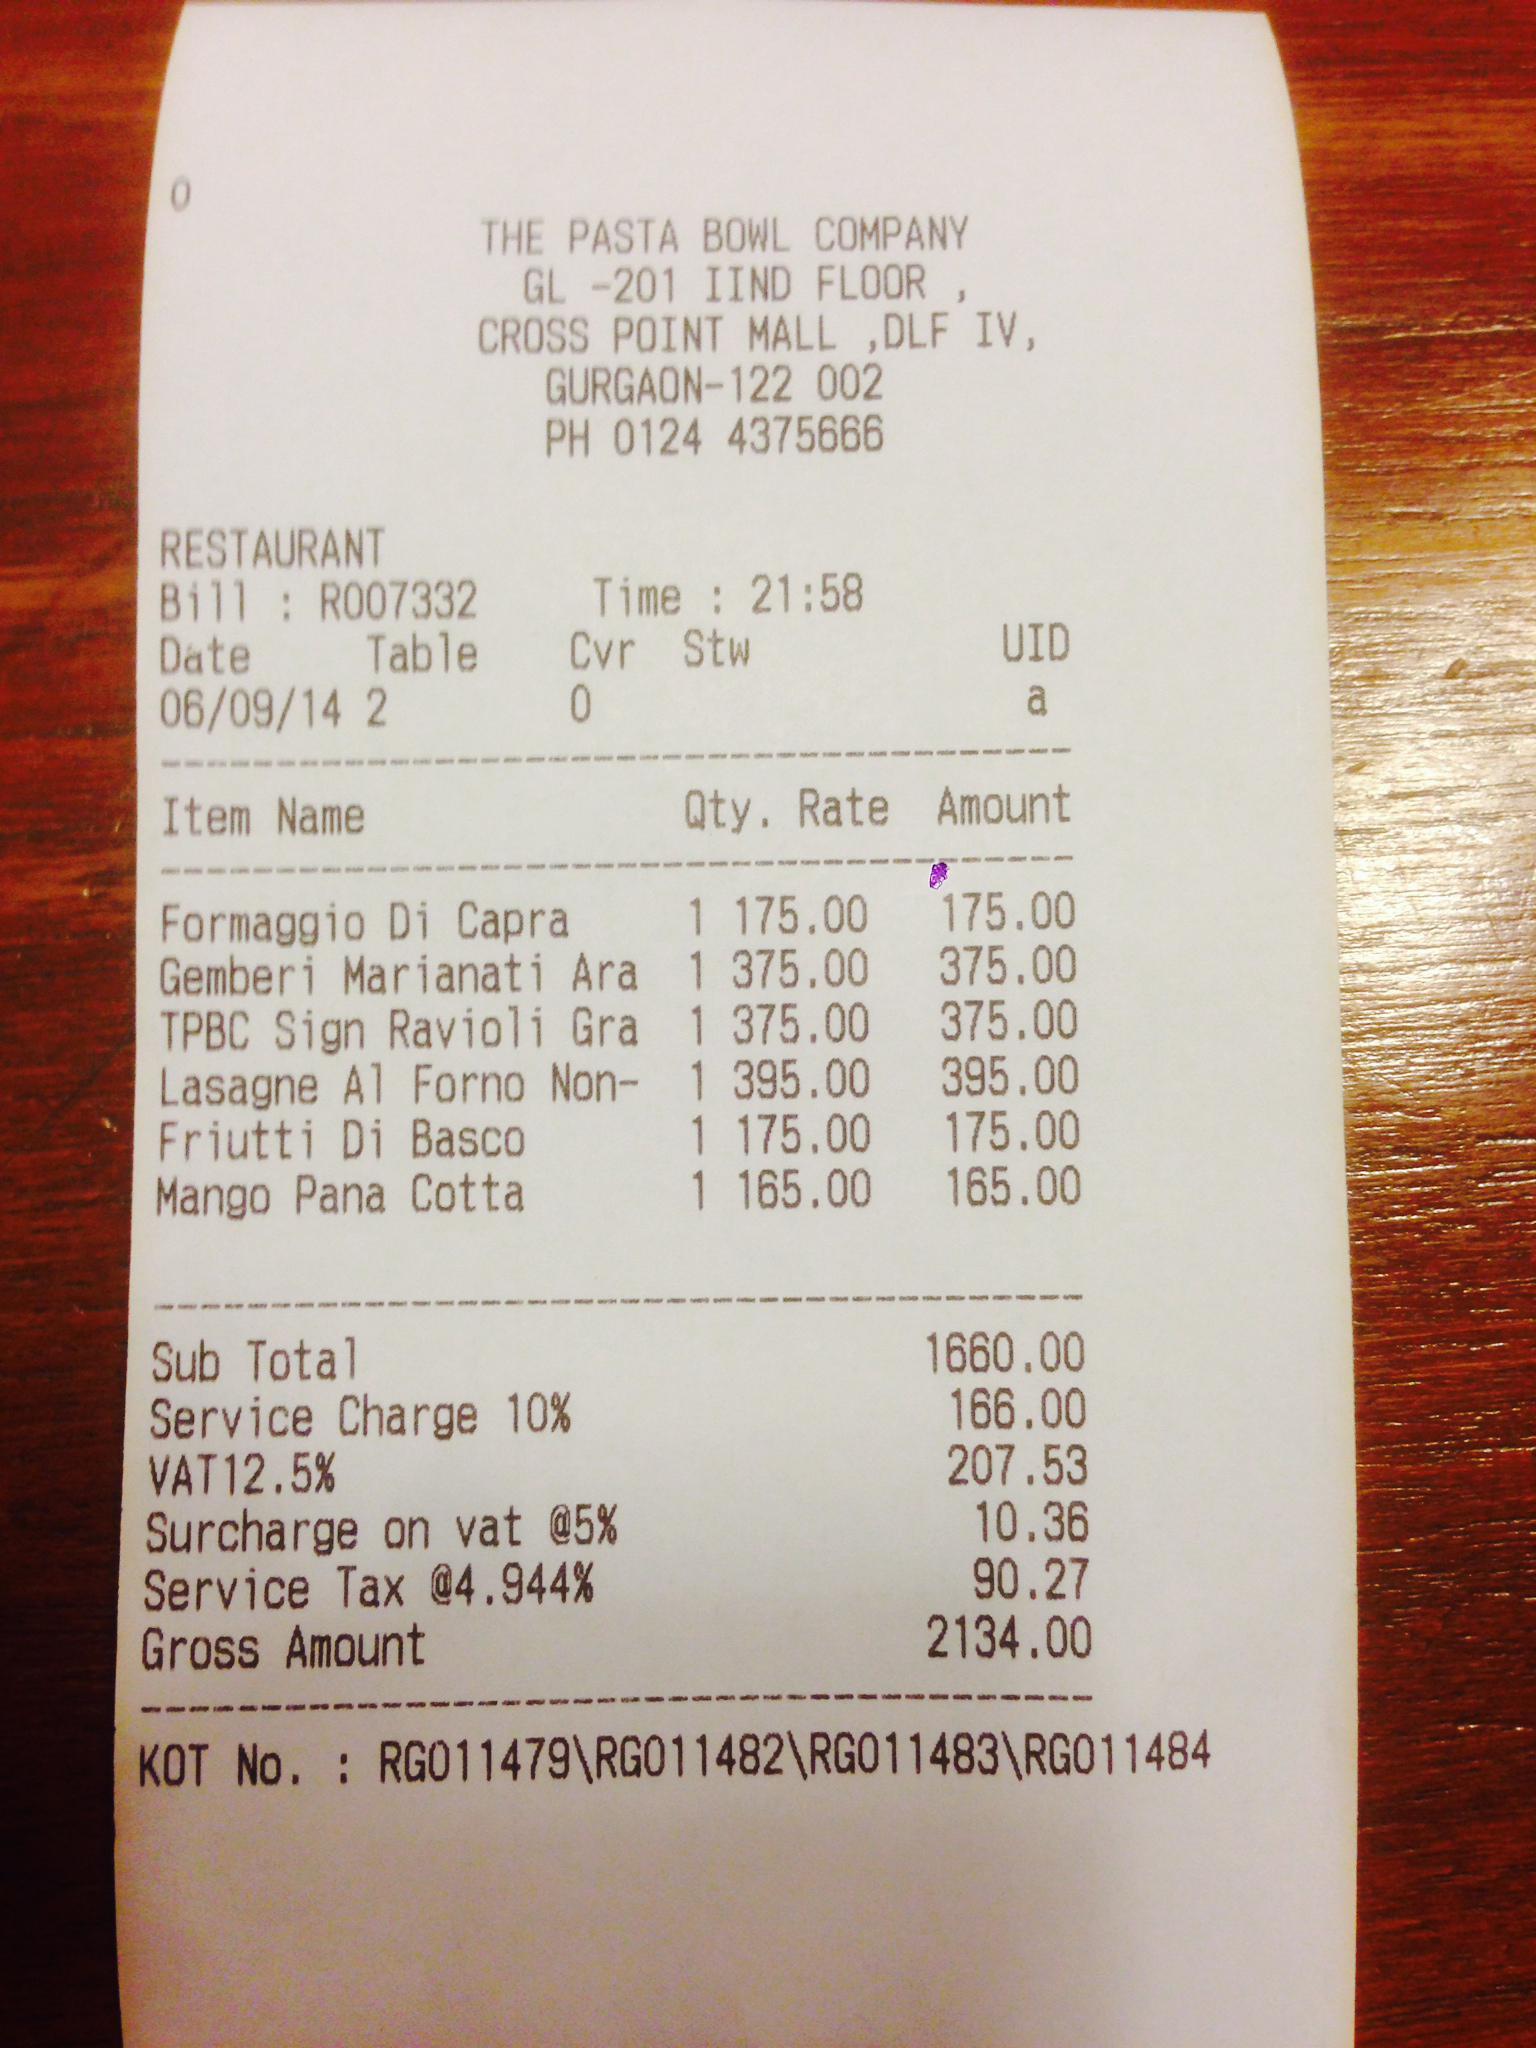 0
THE PASTA BOWL COMPANY
GL -201 IIND FLOOR ,
CROSS POINT MALL ,DLF IV,
GURGAON-122 002
PH 0124 4375666
RESTAURANT
Bill : R007332 Time : 21:58
Date Table Cvr Stw UID
06/09/14 2 0 a
Item Name Qty. Rate Amount
Formaggio Di Capra 1 175.00 175.00
Gemberi Marianati Ara 1 375.00 375.00
TPBC Sign Ravioli Gra 1 375.00 375.00
Lasagne Al Forno Non- 1 395.00 395.00
Friutti Di Basco 1 175.00 175.00
Mango Pana Cotta 1 165.00 165.00
Sub Total 1660.00
Service Charge 10% 166.00
VAT12.5% 207.53
Surcharge on vat @5% 10.36
Service Tax @4.944% 90.27
Gross Amount 2134.00
KOT No. : RG011479\RG011482\RG011483\RG011484